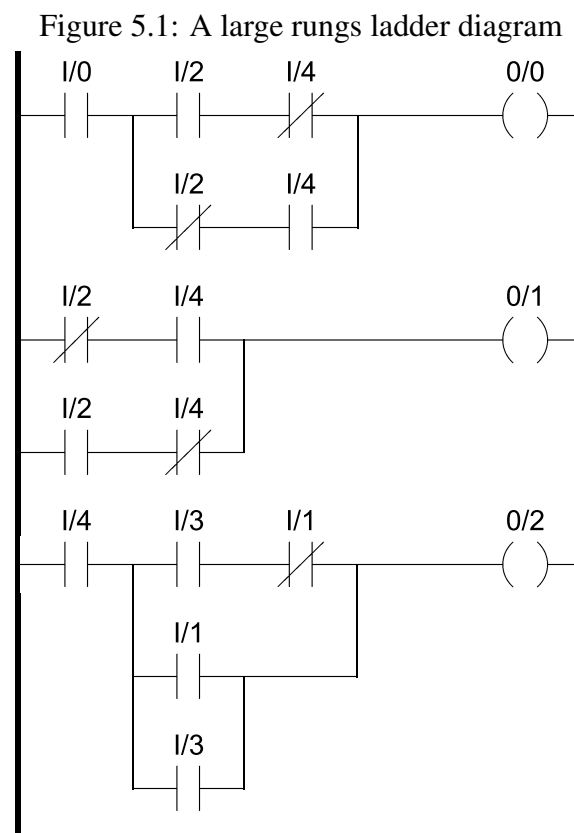 Figure 5.1: A large rungs ladder diagram
I/0 I/2 I/4 0/0
I/2 I/4
I/2 I/4 0/1
I/2 I/4
I/4 I/3 I/1 0/2
I/1
I/3